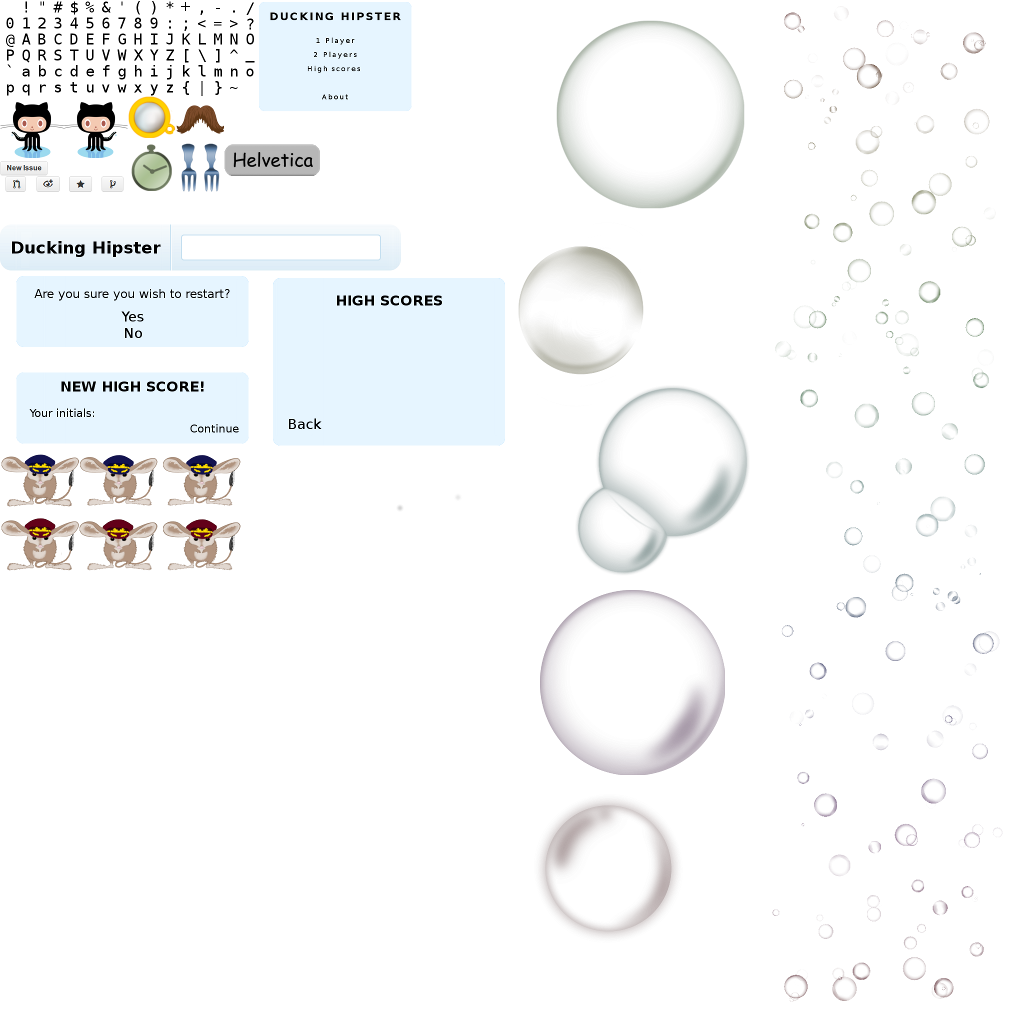 ! " # $ % & ' ( ) * + , - . /
0 1 2 3 4 5 6 7 8 9 : ; < = > ?
@ A B C D E F G H I J K L M N O
P Q R S T U V W X Y Z [ \ ] ^ _
` a b c d e f g h i j k l m n o
p q r s t u v w x y z { | } ~
DUCKING HIPSTER
1 Player
2 Players
High scores
About
New Issue
Helvetica
Ducking Hipster
Are you sure you wish to restart?
Yes
No
HIGH SCORES
Back
NEW HIGH SCORE!
Your initials:
Continue